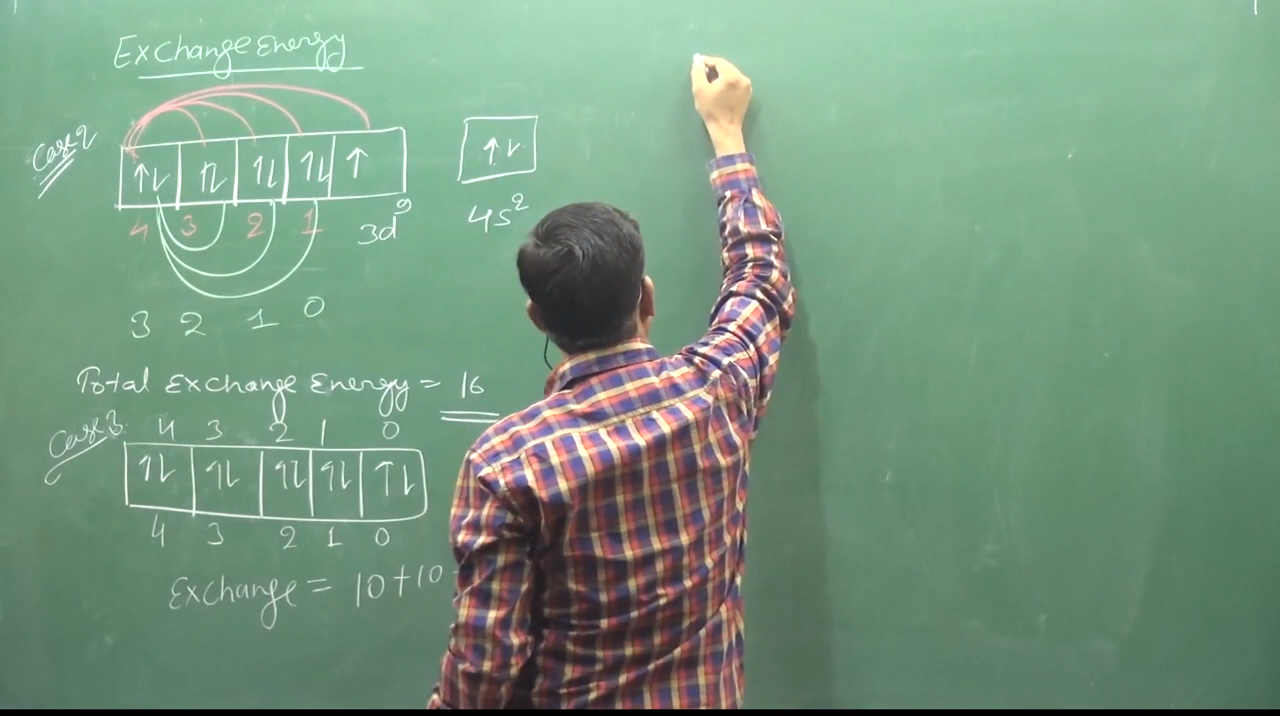 Exchange Energy
Case 2
↑↓ ↑↓ ↑↓ ↑↓ ↑ ↑↓
4 3 2 1 3d⁹ 4s²
3 2 1 0
Total Exchange Energy = 16
Case 3
4 3 2 1 0
↑↓ ↑↓ ↑↓ ↑↓ ↑↓
4 3 2 1 0
Exchange = 10+10